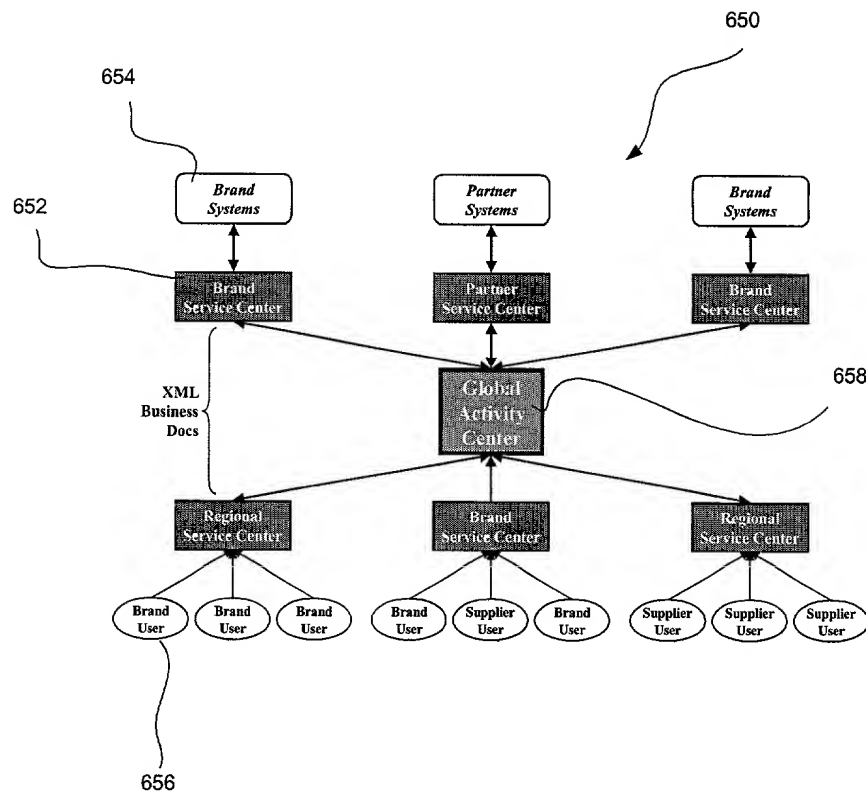 650
654
Brand
Systems
Partner
Systems
Brand
Systems
652
Brand
Service Center
Partner
Service Center
Brand
Service Center
XML
Business
Docs
Global
Activity
Center
658
Regional
Service Center
Brand
Service Center
Regional
Service Center
Brand
User
Brand
User
Brand
User
Brand
User
Supplier
User
Brand
User
Supplier
User
Supplier
User
Supplier
User
656